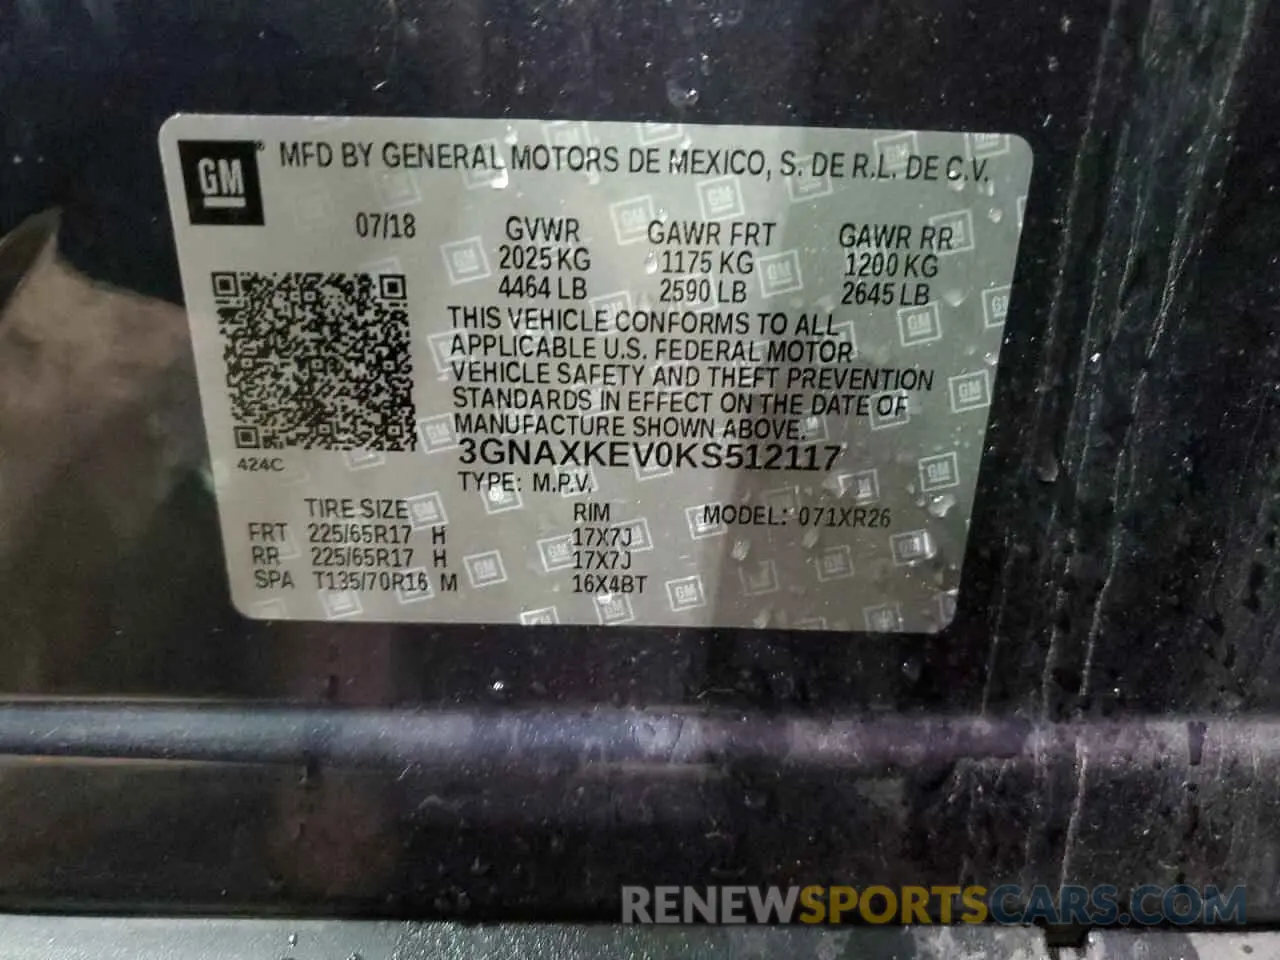 GM® MFD BY GENERAL MOTORS DE MEXICO, S. DE R.L. DE C.V.
07/18 GVWR GAWR FRT GAWR RR
2025 KG 1175 KG 1200 KG
4464 LB 2590 LB 2645 LB
THIS VEHICLE CONFORMS TO ALL
APPLICABLE U.S. FEDERAL MOTOR
VEHICLE SAFETY AND THEFT PREVENTION
STANDARDS IN EFFECT ON THE DATE OF
MANUFACTURE SHOWN ABOVE.
424C 3GNAXKEV0KS512117
TYPE: M.P.V.
TIRE SIZE RIM MODEL: 071XR26
FRT 225/65R17 H 17X7J
RR 225/65R17 H 17X7J
SPA T135/70R16 M 16X4BT
RENEWSPORTSCARS.COM